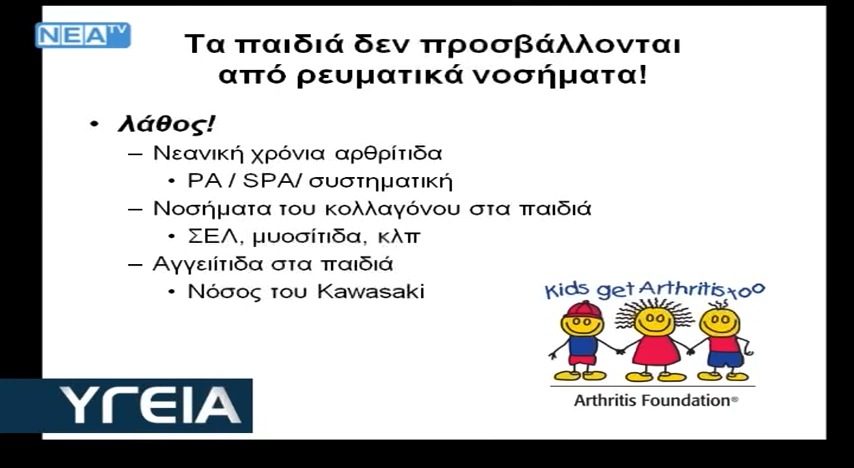 NEA TV
Τα παιδιά δεν προσβάλλονται
από ρευματικά νοσήματα!
• λάθος!
– Νεανική χρόνια αρθρίτιδα
• ΡΑ / SPA/ συστηματική
– Νοσήματα του κολλαγόνου στα παιδιά
• ΣΕΛ, μυοσίτιδα, κλπ
– Αγγειίτιδα στα παιδιά
• Νόσος του Kawasaki
Kids get Arthritis too
Arthritis Foundation®
ΥΓΕΙΑ